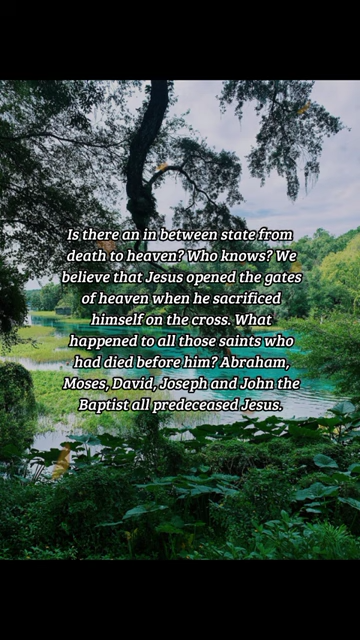 Is there an in between state from
death to heaven? Who knows? We
believe that Jesus opened the gates
of heaven when he sacrificed
himself on the cross. What
happened to all those saints who
had died before him? Abraham,
Moses, David, Joseph and John the
Baptist all predeceased Jesus.